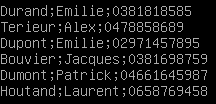 Durand;Emilie;0381818585
Terieur;Alex;0478858689
Dupont;Emilie;02971457895
Bouvier;Jacques;0381698759
Dumont;Patrick;04661645987
Houtand;Laurent;0658769458